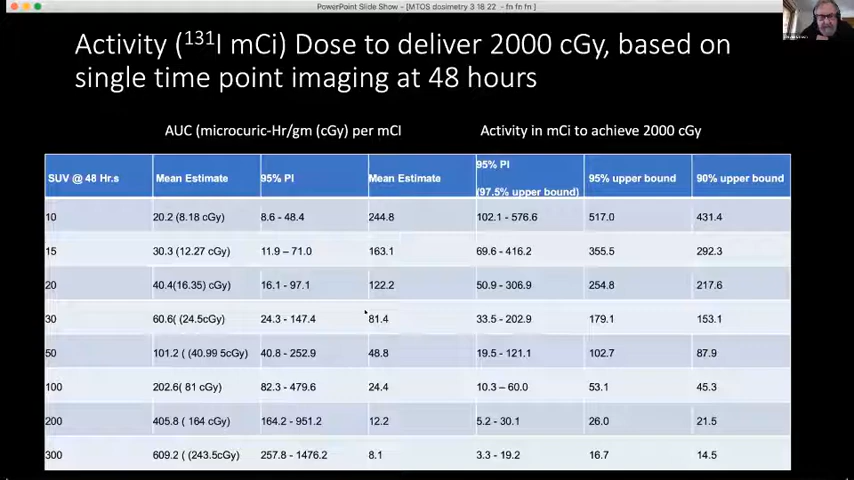 PowerPoint Slide Show - [MTOS dosimetry 3 18 22 - fn fn fn ]
Activity (¹³¹I mCi) Dose to deliver 2000 cGy, based on
single time point imaging at 48 hours
AUC (microcuric-Hr/gm (cGy) per mCI Activity in mCi to achieve 2000 cGy
SUV @ 48 Hr.s Mean Estimate 95% PI Mean Estimate 95% PI (97.5% upper bound) 95% upper bound 90% upper bound
10 20.2 (8.18 cGy) 8.6 - 48.4 244.8 102.1 - 576.6 517.0 431.4
15 30.3 (12.27 cGy) 11.9 – 71.0 163.1 69.6 - 416.2 355.5 292.3
20 40.4(16.35) cGy) 16.1 - 97.1 122.2 50.9 - 306.9 254.8 217.6
30 60.6( (24.5cGy) 24.3 - 147.4 81.4 33.5 - 202.9 179.1 153.1
50 101.2 ( (40.99 5cGy) 40.8 - 252.9 48.8 19.5 - 121.1 102.7 87.9
100 202.6( 81 cGy) 82.3 - 479.6 24.4 10.3 – 60.0 53.1 45.3
200 405.8 ( 164 cGy) 164.2 - 951.2 12.2 5.2 - 30.1 26.0 21.5
300 609.2 ( (243.5cGy) 257.8 - 1476.2 8.1 3.3 - 19.2 16.7 14.5